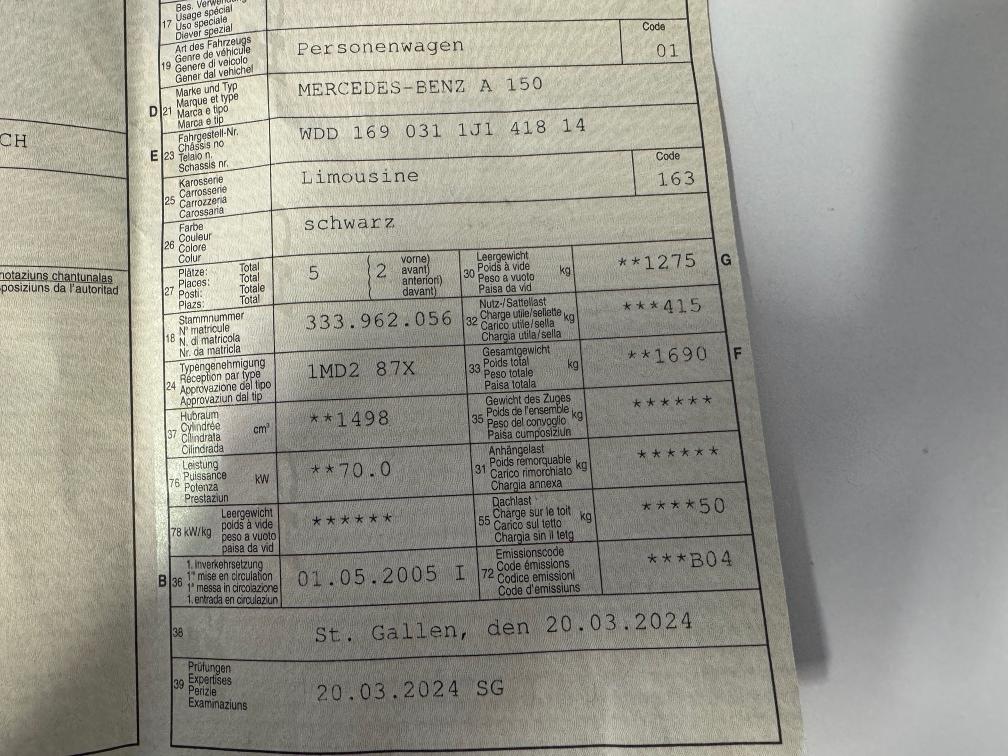 Bes. Verwendung
17 Usage spécial
Uso speciale
Diever spezial
19 Art des Fahrzeugs
Genre de véhicule
Genere di veicolo
Gener dal vehichel
Personenwagen
Code
01
D 21 Marke und Typ
Marque et type
Marca e tipo
Marca e tip
MERCEDES-BENZ A 150
CH
E 23 Fahrgestell-Nr.
Châssis no
Telaio n.
Schassis nr.
WDD 169 031 1J1 418 14
25 Karosserie
Carrosserie
Carrozzeria
Carossaria
Limousine
Code
163
26 Farbe
Couleur
Colore
Colur
schwarz
notaziuns chantunalas
sposiziuns da l'autoritad
27 Plätze: Total
Places: Total
Posti: Totale
Plazs: Total
5 (2 vorne)
avant)
anteriori)
davant)
30 Leergewicht
Poids à vide kg
Peso a vuoto
Paisa da vid
**1275 G
18 Stammnummer
N° matricule
N. di matricola
Nr. da matricla
333.962.056
32 Nutz-/Sattellast
Charge utile/sellette kg
Carico utile/sella
Chargia utila/sella
***415
24 Typengenehmigung
Réception par type
Approvazione del tipo
Approvaziun dal tip
1MD2 87X
33 Gesamtgewicht
Poids total kg
Peso totale
Paisa totala
**1690 F
37 Hubraum
Cylindrée cm³
Cilindrata
Cilindrada
**1498
35 Gewicht des Zuges
Poids de l'ensemble kg
Peso del convoglio
Paisa cumposiziun
******
76 Leistung
Puissance kW
Potenza
Prestaziun
**70.0
31 Anhängelast
Poids remorquable kg
Carico rimorchiato
Chargia annexa
******
78 kW/kg Leergewicht
poids à vide
peso a vuoto
paisa da vid
******
55 Dachlast
Charge sur le toit kg
Carico sul tetto
Chargia sin il tetg
****50
B 36 1. Inverkehrsetzung
1re mise en circulation
1a messa in circolazione
1. entrada en circulaziun
01.05.2005 I
72 Emissionscode
Code émissions
Codice emissioni
Code d'emissiuns
***B04
38 St. Gallen, den 20.03.2024
39 Prüfungen
Expertises
Perizie
Examinaziuns
20.03.2024 SG